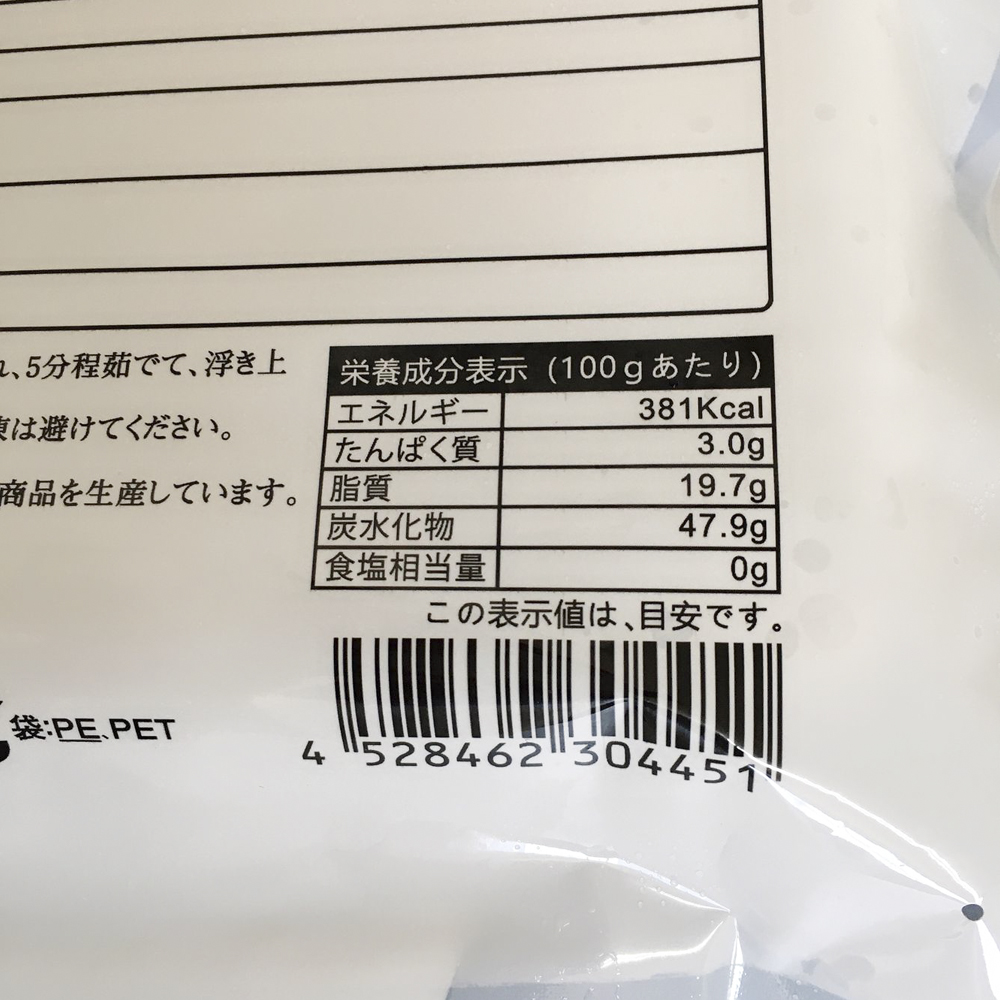 、5分程茹でて、浮き上
は避けてください。
商品を生産しています。
栄養成分表示 (100gあたり)
エネルギー 381Kcal
たんぱく質 3.0g
脂質 19.7g
炭水化物 47.9g
食塩相当量 0g
この表示値は、目安です。
袋:PE、PET
4 528462 304451